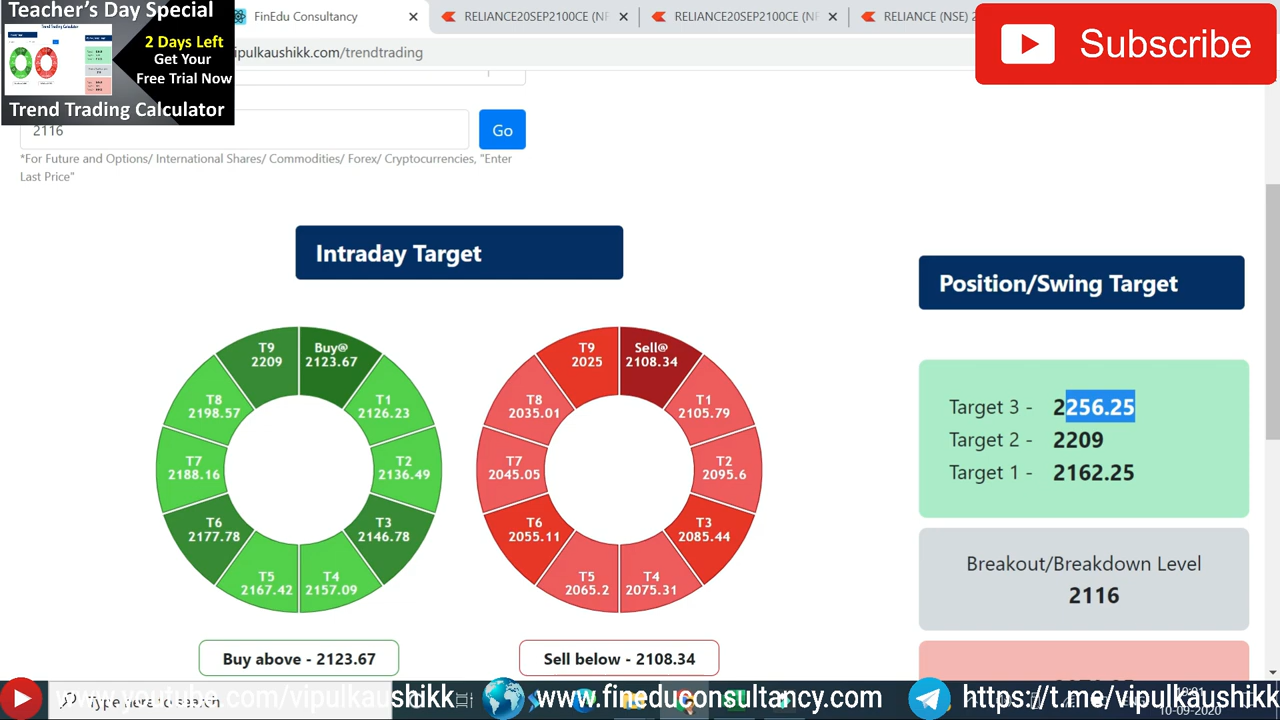 Teacher's Day Special
2 Days Left
Get Your
Free Trial Now
Trend Trading Calculator
FinEdu Consultancy
RELIANCE (NSE)
Subscribe
vipulkaushikk.com/trendtrading
2116
Go
*For Future and Options/ International Shares/ Commodities/ Forex/ Cryptocurrencies, "Enter
Last Price"
Intraday Target
Position/Swing Target
T9
2209
Buy@
2123.67
T1
2126.23
T2
2136.49
T3
2146.78
T4
2157.09
T5
2167.42
T6
2177.78
T7
2188.16
T8
2198.57
T9
2025
Sell@
2108.34
T1
2105.79
T2
2095.6
T3
2085.44
T4
2075.31
T5
2065.2
T6
2055.11
T7
2045.05
T8
2035.01
Target 3 - 2256.25
Target 2 - 2209
Target 1 - 2162.25
Breakout/Breakdown Level
2116
Buy above - 2123.67
Sell below - 2108.34
www.youtube.com/vipulkaushikk
www.fineduconsultancy.com
https://t.me/vipulkaushikk
Type here to search
10-09-2020